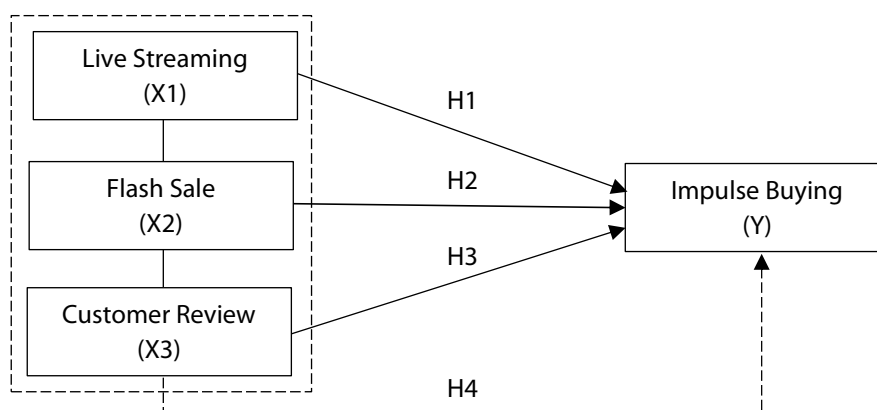 Live Streaming
(X1)
H1
Flash Sale
(X2)
H2
Impulse Buying
(Y)
H3
Customer Review
(X3)
H4